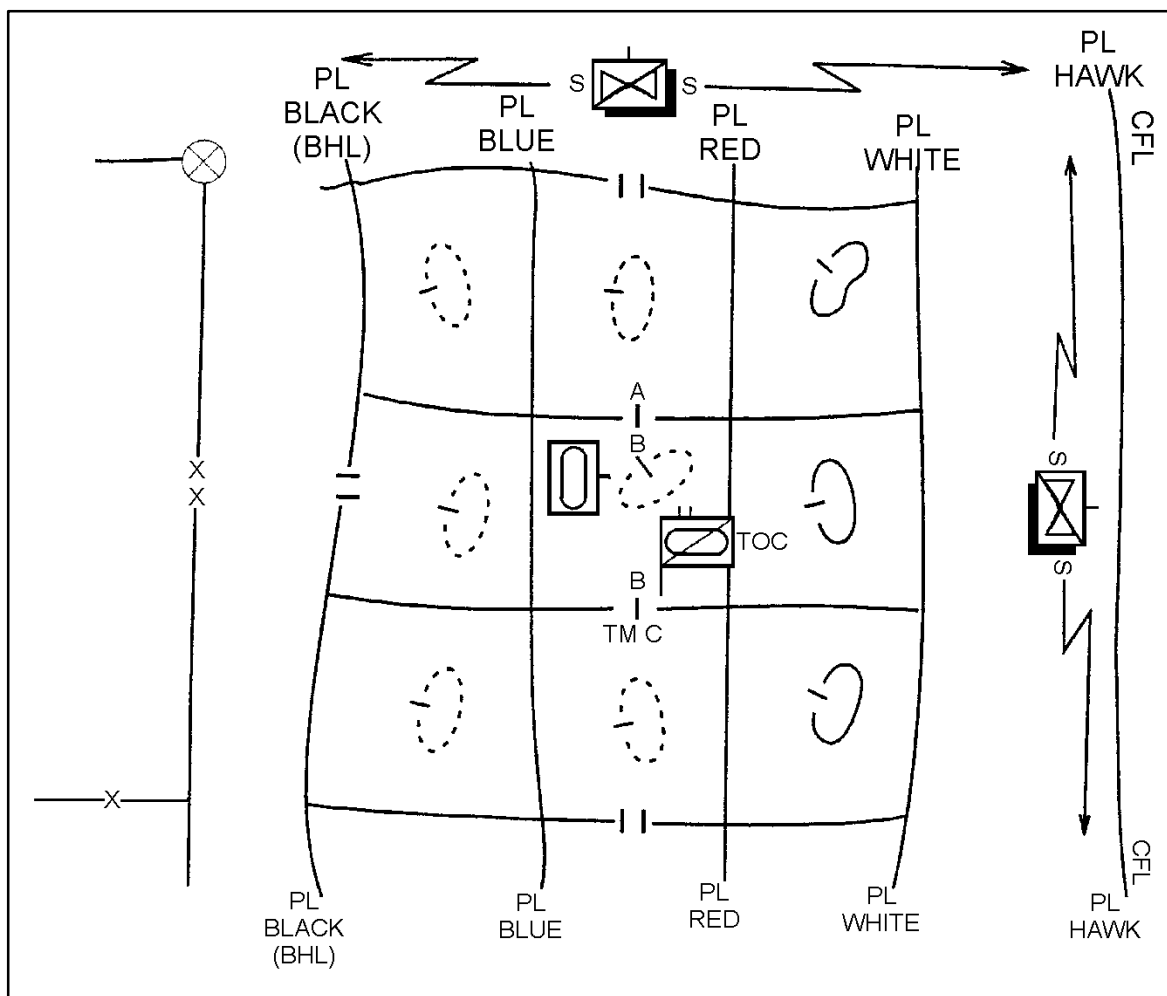 PL
HAWK
CFL
S
S
PL
BLACK
(BHL)
PL
BLUE
PL
RED
PL
WHITE
A
B
X
X
S
TOC
S
B
TM C
X
CFL
PL
BLACK
(BHL)
PL
BLUE
PL
RED
PL
WHITE
PL
HAWK